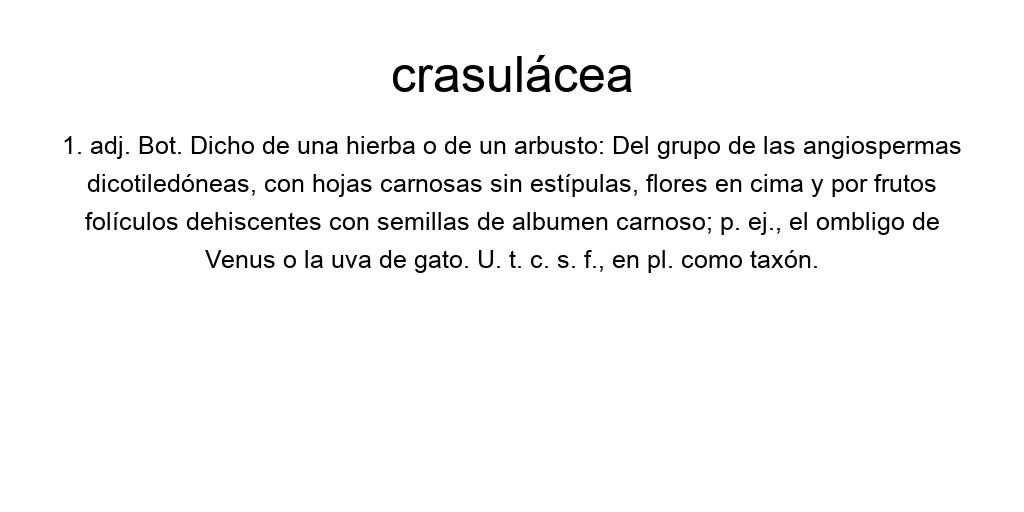 crasulácea
1. adj. Bot. Dicho de una hierba o de un arbusto: Del grupo de las angiospermas
dicotiledóneas, con hojas carnosas sin estípulas, flores en cima y por frutos
folículos dehiscentes con semillas de albumen carnoso; p. ej., el ombligo de
Venus o la uva de gato. U. t. c. s. f., en pl. como taxón.